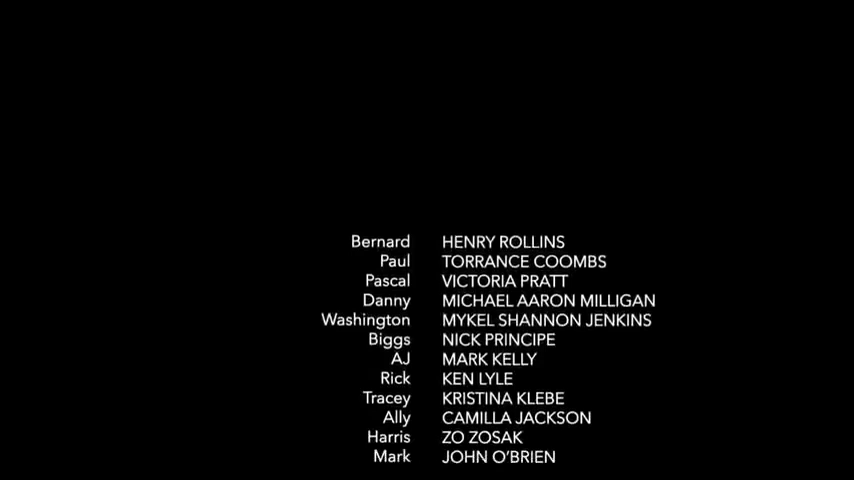 Bernard HENRY ROLLINS
Paul TORRANCE COOMBS
Pascal VICTORIA PRATT
Danny MICHAEL AARON MILLIGAN
Washington MYKEL SHANNON JENKINS
Biggs NICK PRINCIPE
AJ MARK KELLY
Rick KEN LYLE
Tracey KRISTINA KLEBE
Ally CAMILLA JACKSON
Harris ZO ZOSAK
Mark JOHN O'BRIEN